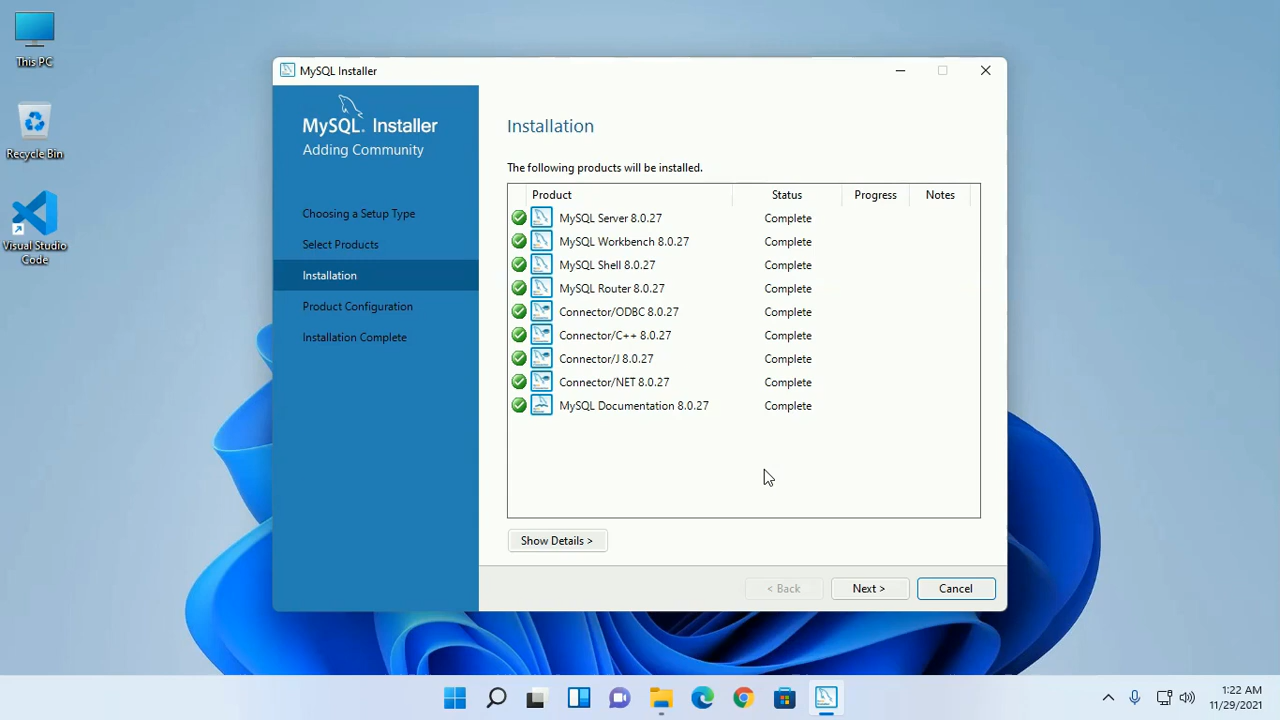 This PC
Recycle Bin
Visual Studio
Code
MySQL Installer
MySQL. Installer
Adding Community
Choosing a Setup Type
Select Products
Installation
Product Configuration
Installation Complete
Installation
The following products will be installed.
Product Status Progress Notes
MySQL Server 8.0.27 Complete
MySQL Workbench 8.0.27 Complete
MySQL Shell 8.0.27 Complete
MySQL Router 8.0.27 Complete
Connector/ODBC 8.0.27 Complete
Connector/C++ 8.0.27 Complete
Connector/J 8.0.27 Complete
Connector/NET 8.0.27 Complete
MySQL Documentation 8.0.27 Complete
Show Details >
< Back Next > Cancel
1:22 AM
11/29/2021